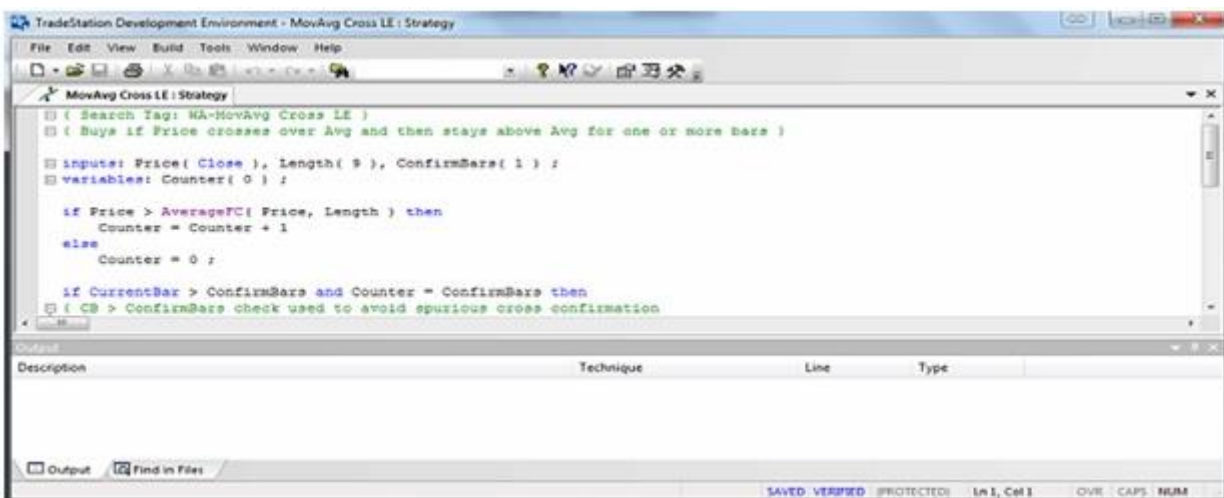 TradeStation Development Environment - MovAvg Cross LE : Strategy
File Edit View Build Tools Window Help
MovAvg Cross LE : Strategy
{ Search Tag: WA-MovAvg Cross LE }
{ Buys if Price crosses over Avg and then stays above Avg for one or more bars }
inputs: Price( Close ), Length( 9 ), ConfirmBars( 1 ) ;
variables: Counter( 0 ) ;
if Price > AverageFC( Price, Length ) then
Counter = Counter + 1
else
Counter = 0 ;
if CurrentBar > ConfirmBars and Counter = ConfirmBars then
{ CB > ConfirmBars check used to avoid spurious cross confirmation
Output
Description Technique Line Type
Output Find in Files
SAVED VERIFIED (PROTECTED) Ln 1, Col 1 OVR CAPS NUM